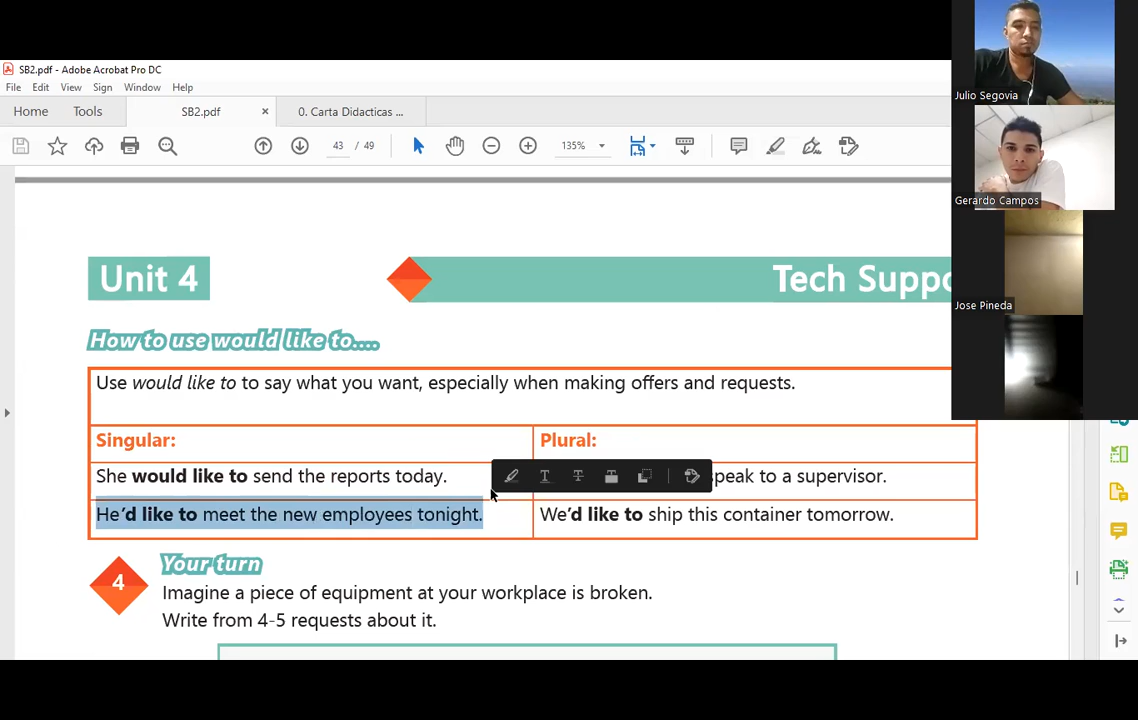 SB2.pdf - Adobe Acrobat Pro DC
File Edit View Sign Window Help
Home Tools SB2.pdf × 0. Carta Didacticas ...
43 / 49 135%
Unit 4
Tech Suppo
How to use would like to....
Use would like to to say what you want, especially when making offers and requests.
Singular: Plural:
She would like to send the reports today. speak to a supervisor.
He'd like to meet the new employees tonight. We'd like to ship this container tomorrow.
4 Your turn
Imagine a piece of equipment at your workplace is broken.
Write from 4-5 requests about it.
Julio Segovia
Gerardo Campos
Jose Pineda